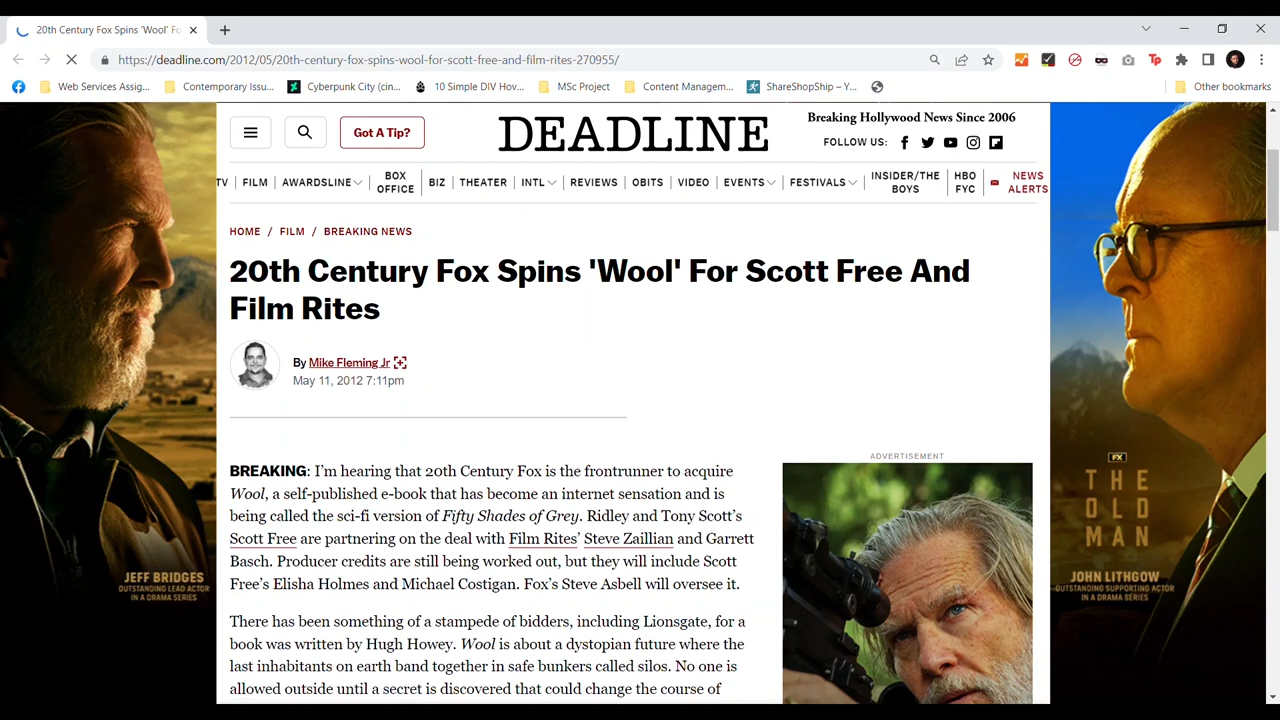 20th Century Fox Spins 'Wool' Fo
https://deadline.com/2012/05/20th-century-fox-spins-wool-for-scott-free-and-film-rites-270955/
Web Services Assig... Contemporary Issu... Cyberpunk City (cin... 10 Simple DIV Hov... MSc Project Content Managem... ShareShopShip – Y... Other bookmarks
Got A Tip?
DEADLINE
Breaking Hollywood News Since 2006
FOLLOW US:
TV FILM AWARDSLINE BOX OFFICE BIZ THEATER INTL REVIEWS OBITS VIDEO EVENTS FESTIVALS INSIDER/THE BOYS HBO FYC NEWS ALERTS
HOME / FILM / BREAKING NEWS
20th Century Fox Spins 'Wool' For Scott Free And
Film Rites
By Mike Fleming Jr
May 11, 2012 7:11pm
BREAKING: I’m hearing that 20th Century Fox is the frontrunner to acquire
Wool, a self-published e-book that has become an internet sensation and is
being called the sci-fi version of Fifty Shades of Grey. Ridley and Tony Scott’s
Scott Free are partnering on the deal with Film Rites’ Steve Zaillian and Garrett
Basch. Producer credits are still being worked out, but they will include Scott
Free’s Elisha Holmes and Michael Costigan. Fox’s Steve Asbell will oversee it.
There has been something of a stampede of bidders, including Lionsgate, for a
book was written by Hugh Howey. Wool is about a dystopian future where the
last inhabitants on earth band together in safe bunkers called silos. No one is
allowed outside until a secret is discovered that could change the course of
ADVERTISEMENT
JEFF BRIDGES
OUTSTANDING LEAD ACTOR
IN A DRAMA SERIES
FX
THE
OLD
MAN
JOHN LITHGOW
OUTSTANDING SUPPORTING ACTOR
IN A DRAMA SERIES